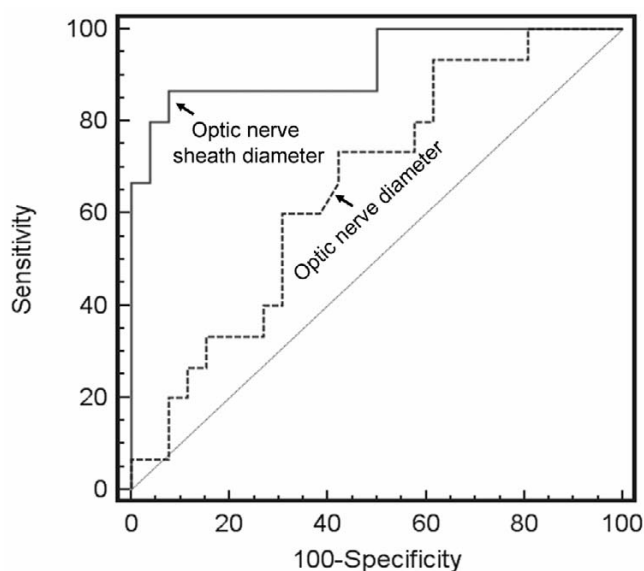 100
80
60
40
20
0
Sensitivity
Optic nerve
sheath diameter
Optic nerve diameter
0 20 40 60 80 100
100-Specificity